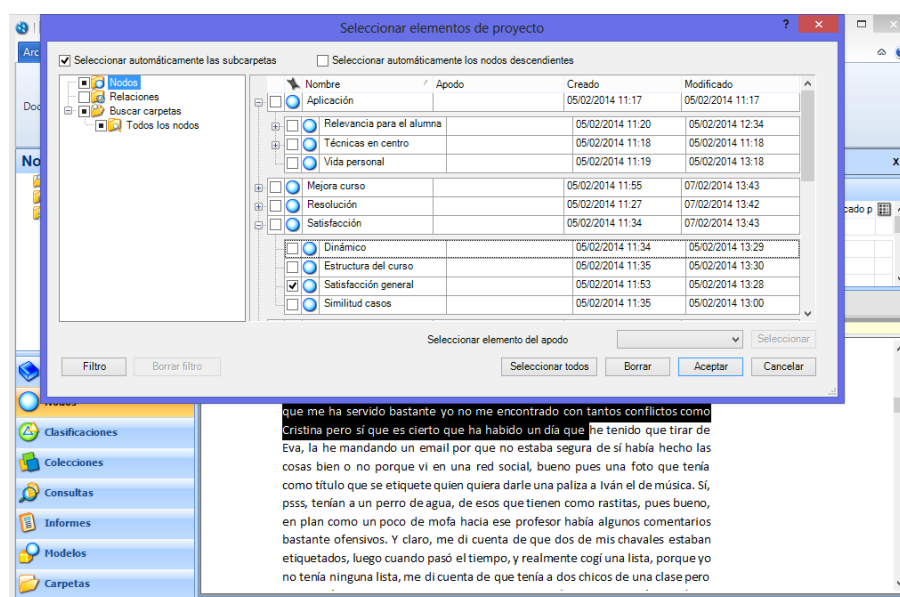 Seleccionar elementos de proyecto
? x
Arc
Seleccionar automáticamente las subcarpetas Seleccionar automáticamente los nodos descendientes
Nodos
Relaciones
Buscar carpetas
Todos los nodos
Doc
No
Nombre Apodo Creado Modificado
Aplicación 05/02/2014 11:17 05/02/2014 11:17
Relevancia para el alumna 05/02/2014 11:20 05/02/2014 12:34
Técnicas en centro 05/02/2014 11:18 05/02/2014 11:18
Vida personal 05/02/2014 11:19 05/02/2014 13:18
Mejora curso 05/02/2014 11:55 07/02/2014 13:43
Resolución 05/02/2014 11:27 07/02/2014 13:42
Satisfacción 05/02/2014 11:34 07/02/2014 13:43
Dinámico 05/02/2014 11:34 05/02/2014 13:29
Estructura del curso 05/02/2014 11:35 05/02/2014 13:30
Satisfacción general 05/02/2014 11:53 05/02/2014 13:28
Similitud casos 05/02/2014 11:35 05/02/2014 13:00
x
cado p
Seleccionar elemento del apodo Seleccionar
Filtro Borrar filtro Seleccionar todos Borrar Aceptar Cancelar
Nodos
Clasificaciones
Colecciones
Consultas
Informes
Modelos
Carpetas
que me ha servido bastante yo no me encontrado con tantos conflictos como
Cristina pero sí que es cierto que ha habido un día que he tenido que tirar de
Eva, la he mandando un email por que no estaba segura de sí había hecho las
cosas bien o no porque vi en una red social, bueno pues una foto que tenía
como título que se etiquete quien quiera darle una paliza a Iván el de música. Sí,
psss, tenían a un perro de agua, de esos que tienen como rastitas, pues bueno,
en plan como un poco de mofa hacia ese profesor había algunos comentarios
bastante ofensivos. Y claro, me di cuenta de que dos de mis chavales estaban
etiquetados, luego cuando pasó el tiempo, y realmente cogí una lista, porque yo
no tenía ninguna lista, me di cuenta de que tenía a dos chicos de una clase pero